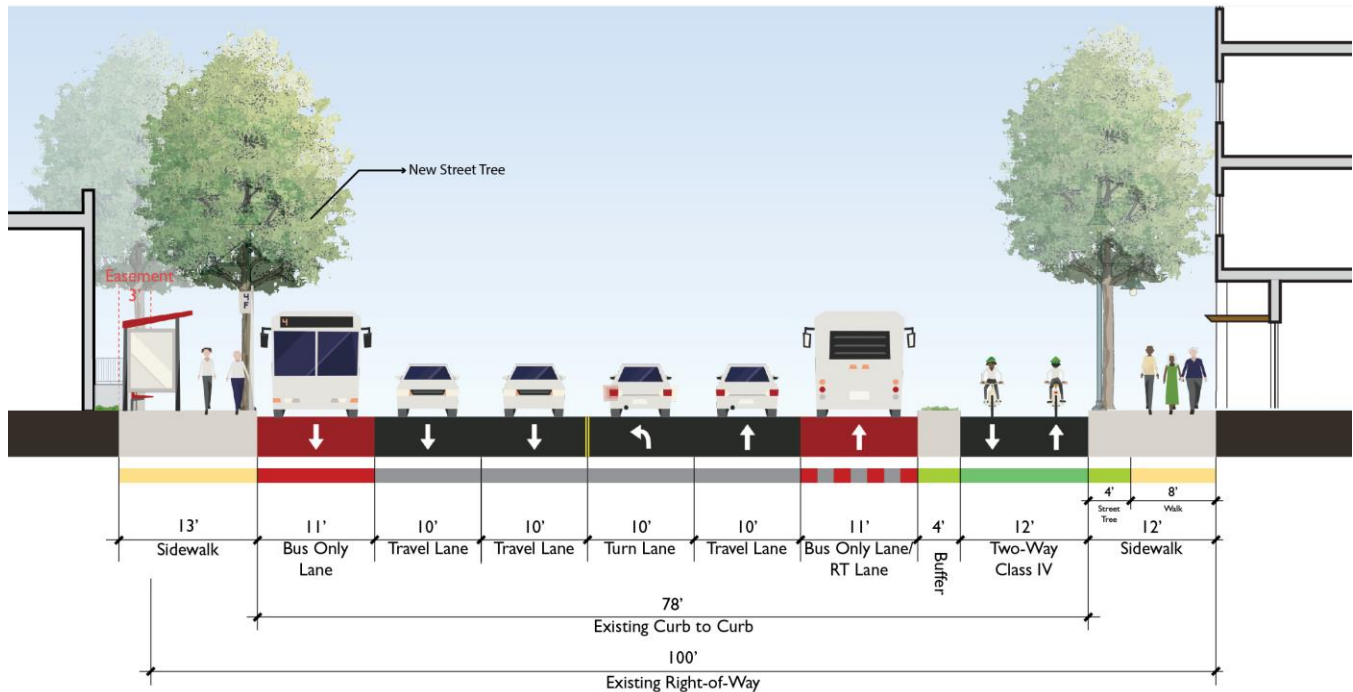 New Street Tree
Easement
3'
4
F
4
4'
Street
Tree
8'
Walk
13'
Sidewalk
11'
Bus Only
Lane
10'
Travel Lane
10'
Travel Lane
10'
Turn Lane
10'
Travel Lane
11'
Bus Only Lane/
RT Lane
4'
Buffer
12'
Two-Way
Class IV
12'
Sidewalk
78'
Existing Curb to Curb
100'
Existing Right-of-Way